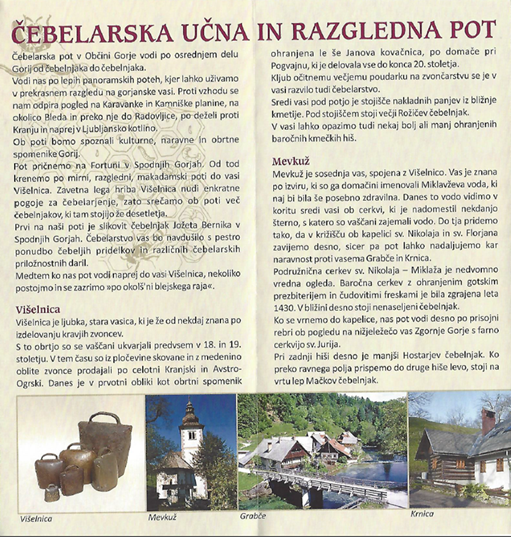 ČEBELARSKA UČNA IN RAZGLEDNA POT
Čebelarska pot v Občini Gorje vodi po osrednjem delu
Gorij od čebelnjaka do čebelnjaka.
Vodi nas po lepih panoramskih poteh, kjer lahko uživamo
v prekrasnem razgledu na gorjanske vasi. Proti vzhodu se
nam odpira pogled na Karavanke in Kamniške planine, na
okolico Bleda in preko nje do Radovljice, po deželi proti
Kranju in naprej v Ljubljansko kotlino.
Ob poti bomo spoznali kulturne, naravne in obrtne
spomenike Gorij.
Pot pričnemo na Fortuni v Spodnjih Gorjah. Od tod
krenemo po mirni, razgledni, makadamski poti do vasi
Višelnica. Zavetna lega hriba Višelnica nudi enkratne
pogoje za čebelarjenje, zato srečamo ob poti več
čebelnjakov, ki tam stojijo že desetletja.
Prvi na naši poti je slikovit čebelnjak Jožeta Bernika v
Spodnjih Gorjah. Čebelarstvo vas bo navdušilo s pestro
ponudbo čebeljih pridelkov in različnih čebelarskih
priložnostnih daril.
Medtem ko nas pot vodi naprej do vasi Višelnica, nekoliko
postojmo in se zazrimo »po okolš'n blejskega raja«.
Višelnica
Višelnica je ljubka, stara vasica, ki je že od nekdaj znana po
izdelovanju kravjih zvoncev.
S to obrtjo so se vaščani ukvarjali predvsem v 18. in 19.
stoletju. V tem času so iz pločevine skovane in z medenino
oblite zvonce prodajali po celotni Kranjski in Avstro-
Ogrski. Danes je v prvotni obliki kot obrtni spomenik
ohranjena le še Janova kovačnica, po domače pri
Pogvajnu, ki je delovala vse do konca 20. stoletja.
Kljub očitnemu večjemu poudarku na zvončarstvu se je v
vasi razvilo tudi čebelarstvo.
Sredi vasi pod potjo je stojišče nakladnih panjev iz bližnje
kmetije. Pod stojiščem stoji večji Rožičev čebelnjak.
V vasi lahko opazimo tudi nekaj bolj ali manj ohranjenih
baročnih kmečkih hiš.
Mevkuž
Mevkuž je sosednja vas, spojena z Višelnico. Vas je znana
po izviru, ki so ga domačini imenovali Miklavževa voda, ki
naj bi bila še posebno zdravilna. Danes to vodo vidimo v
koritu sredi vasi ob cerkvi, ki je nadomestil nekdanjo
šterno, s katero so vaščani zajemali vodo. Do tja pridemo
tako, da v križišču ob kapelici sv. Nikolaja in sv. Florjana
zavijemo desno, sicer pa pot lahko nadaljujemo kar
naravnost proti vasema Grabče in Krnica.
Podružnična cerkev sv. Nikolaja – Miklaža je nedvomno
vredna ogleda. Baročna cerkev z ohranjenim gotskim
prezbiterijem in čudovitimi freskami je bila zgrajena leta
1430. V bližini desno stoji nenaseljeni čebelnjak.
Ko se vrnemo do kapelice, nas pot vodi desno po prisojni
rebri ob pogledu na nižjeležečo vas Zgornje Gorje s farno
cerkvijo sv. Jurija.
Pri zadnji hiši desno je manjši Hostarjev čebelnjak. Ko
preko ravnega polja prispemo do druge hiše levo, stoji na
vrtu lep Mačkov čebelnjak.
Višelnica
Mevkuž
Grabče
Krnica